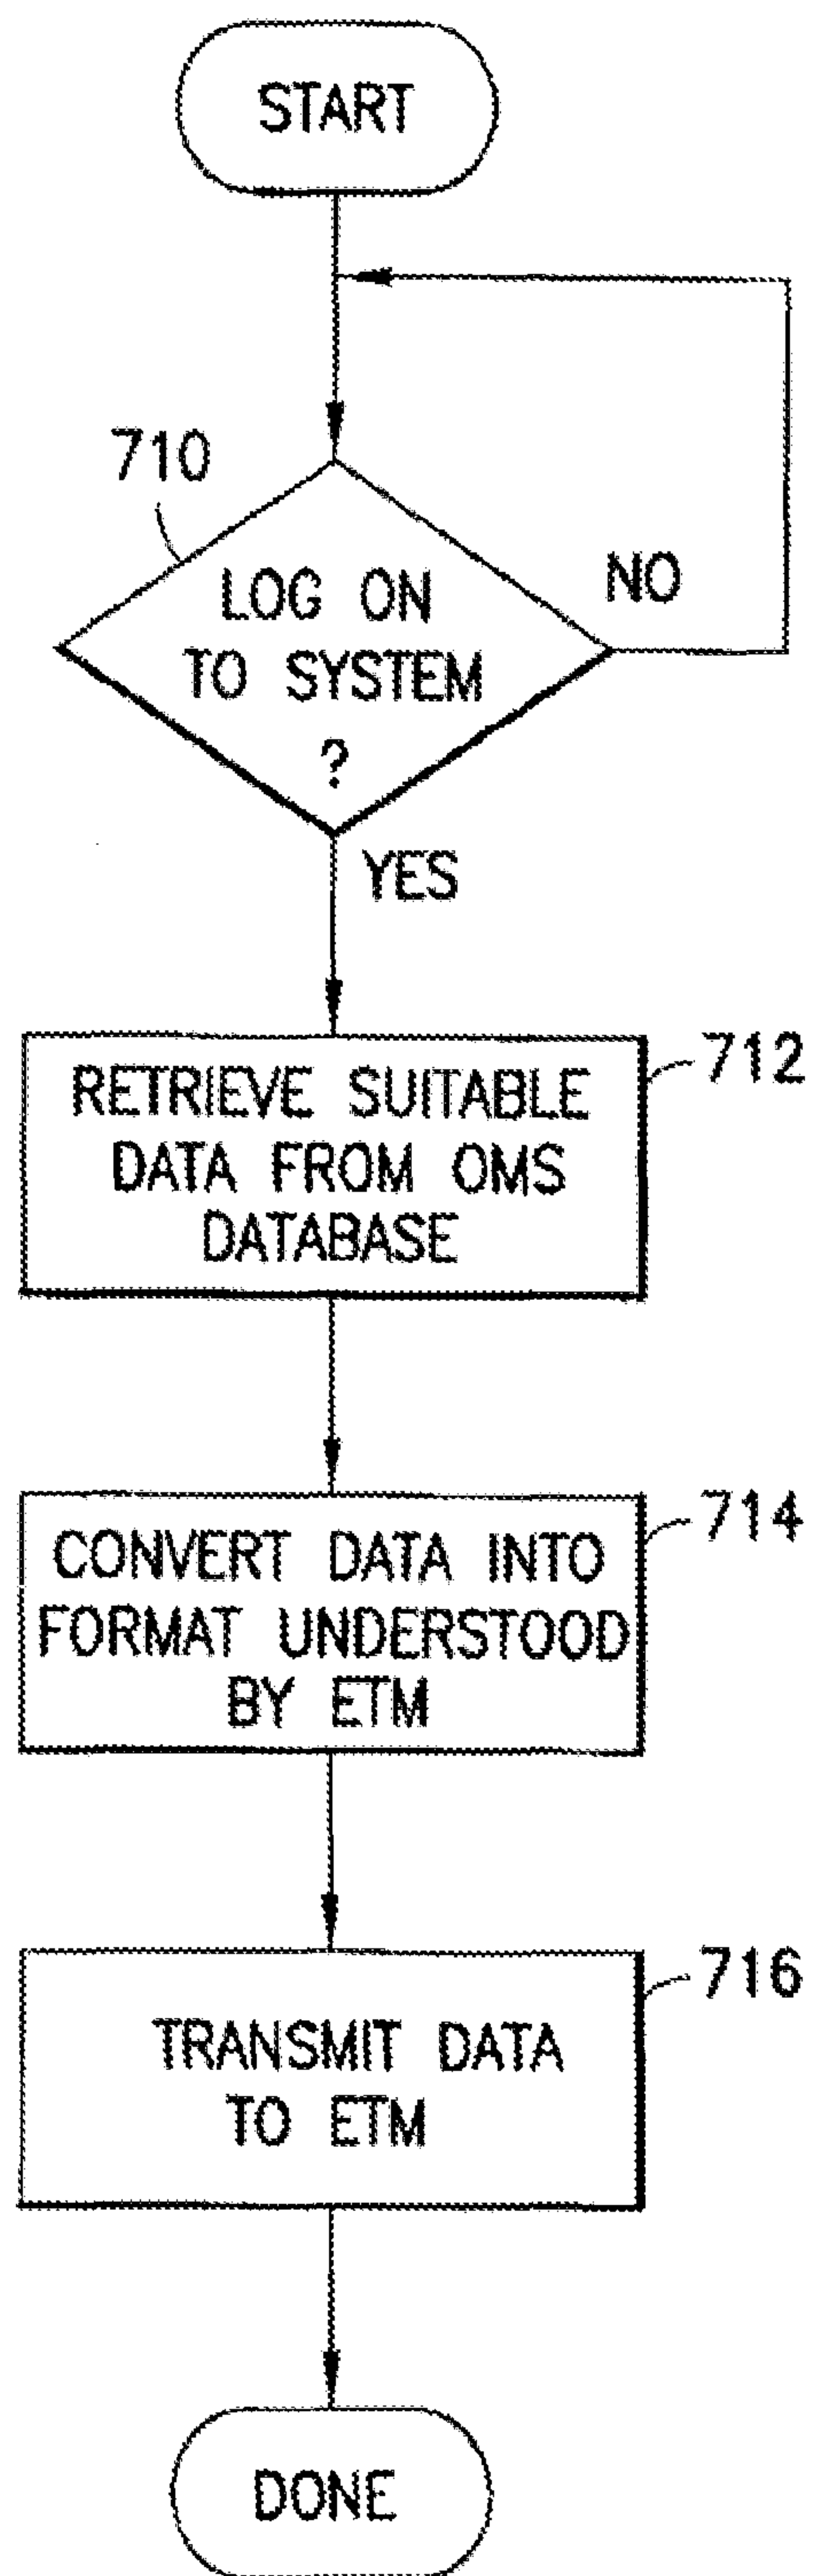 START
710
LOG ON
TO SYSTEM
?
NO
YES
RETRIEVE SUITABLE
DATA FROM OMS
DATABASE
712
CONVERT DATA INTO
FORMAT UNDERSTOOD
BY ETM
714
TRANSMIT DATA
TO ETM
716
DONE